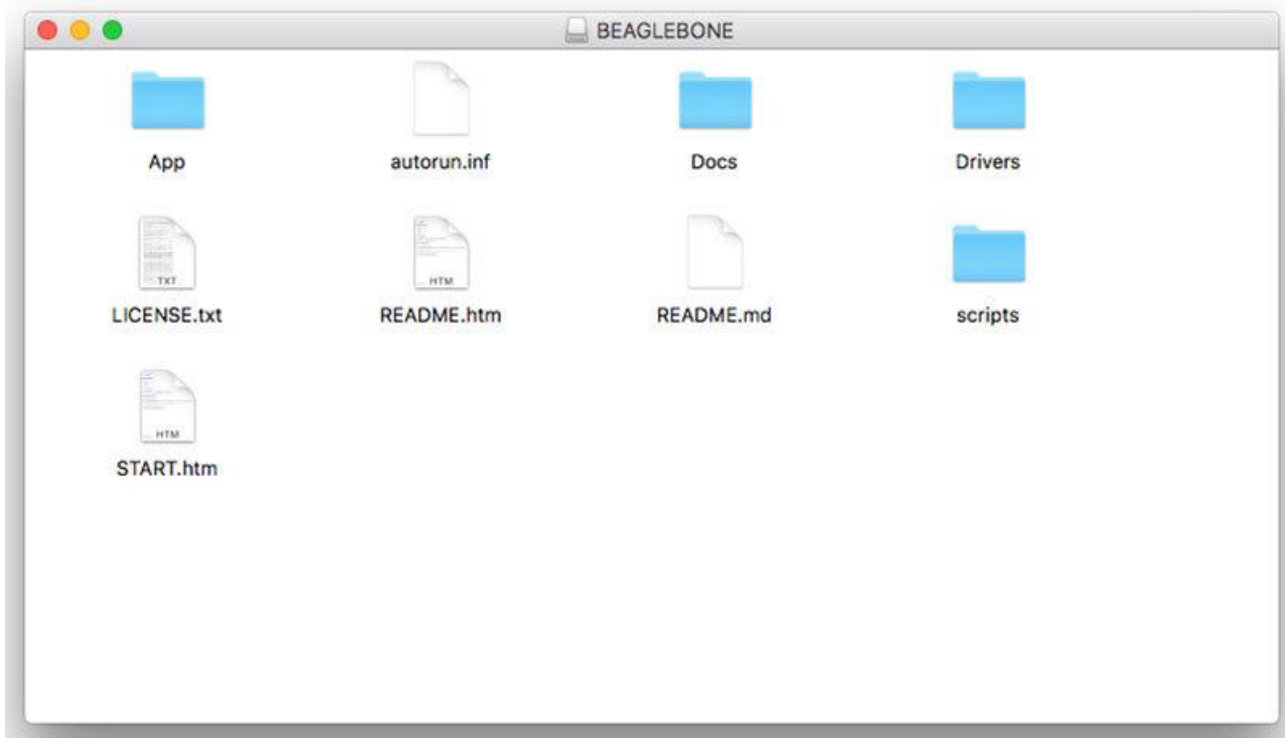 BEAGLEBONE
App
autorun.inf
Docs
Drivers
TXT
HTM
LICENSE.txt
README.htm
README.md
scripts
HTM
START.htm